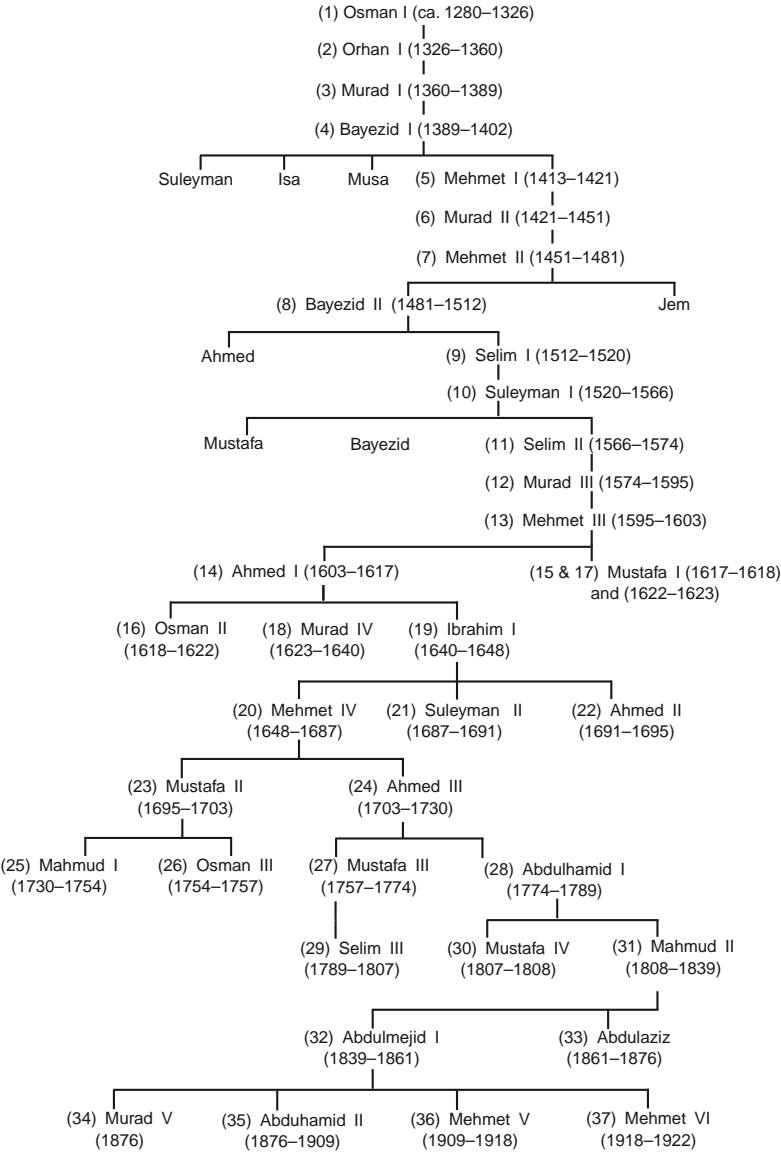 (1) Osman I (ca. 1280–1326)
(2) Orhan I (1326–1360)
(3) Murad I (1360–1389)
(4) Bayezid I (1389–1402)
Suleyman Isa Musa (5) Mehmet I (1413–1421)
(6) Murad II (1421–1451)
(7) Mehmet II (1451–1481)
(8) Bayezid II (1481–1512) Jem
Ahmed (9) Selim I (1512–1520)
(10) Suleyman I (1520–1566)
Mustafa Bayezid (11) Selim II (1566–1574)
(12) Murad III (1574–1595)
(13) Mehmet III (1595–1603)
(14) Ahmed I (1603–1617) (15 & 17) Mustafa I (1617–1618)
and (1622–1623)
(16) Osman II (18) Murad IV (19) Ibrahim I
(1618–1622) (1623–1640) (1640–1648)
(20) Mehmet IV (21) Suleyman II (22) Ahmed II
(1648–1687) (1687–1691) (1691–1695)
(23) Mustafa II (24) Ahmed III
(1695–1703) (1703–1730)
(25) Mahmud I (26) Osman III (27) Mustafa III (28) Abdulhamid I
(1730–1754) (1754–1757) (1757–1774) (1774–1789)
(29) Selim III (30) Mustafa IV (31) Mahmud II
(1789–1807) (1807–1808) (1808–1839)
(32) Abdulmejid I (33) Abdulaziz
(1839–1861) (1861–1876)
(34) Murad V (35) Abduhamid II (36) Mehmet V (37) Mehmet VI
(1876) (1876–1909) (1909–1918) (1918–1922)